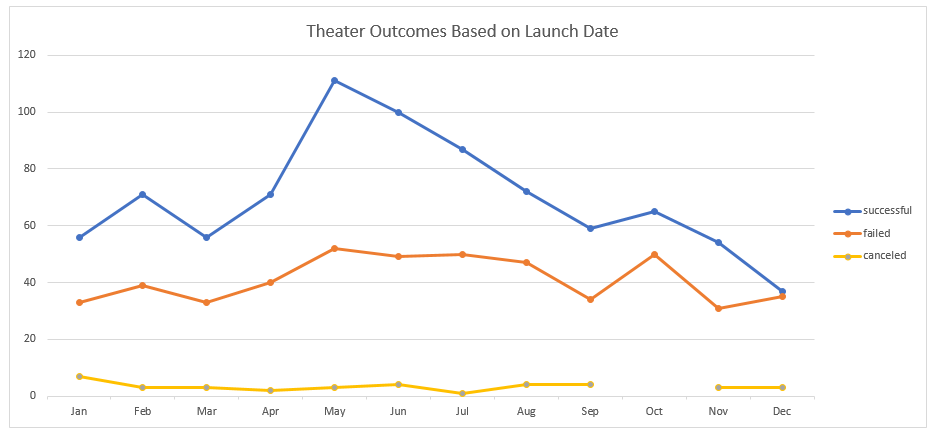 Theater Outcomes Based on Launch Date
120
100
80
60
40
20
0
Jan Feb Mar Apr May Jun Jul Aug Sep Oct Nov Dec
successful
failed
canceled